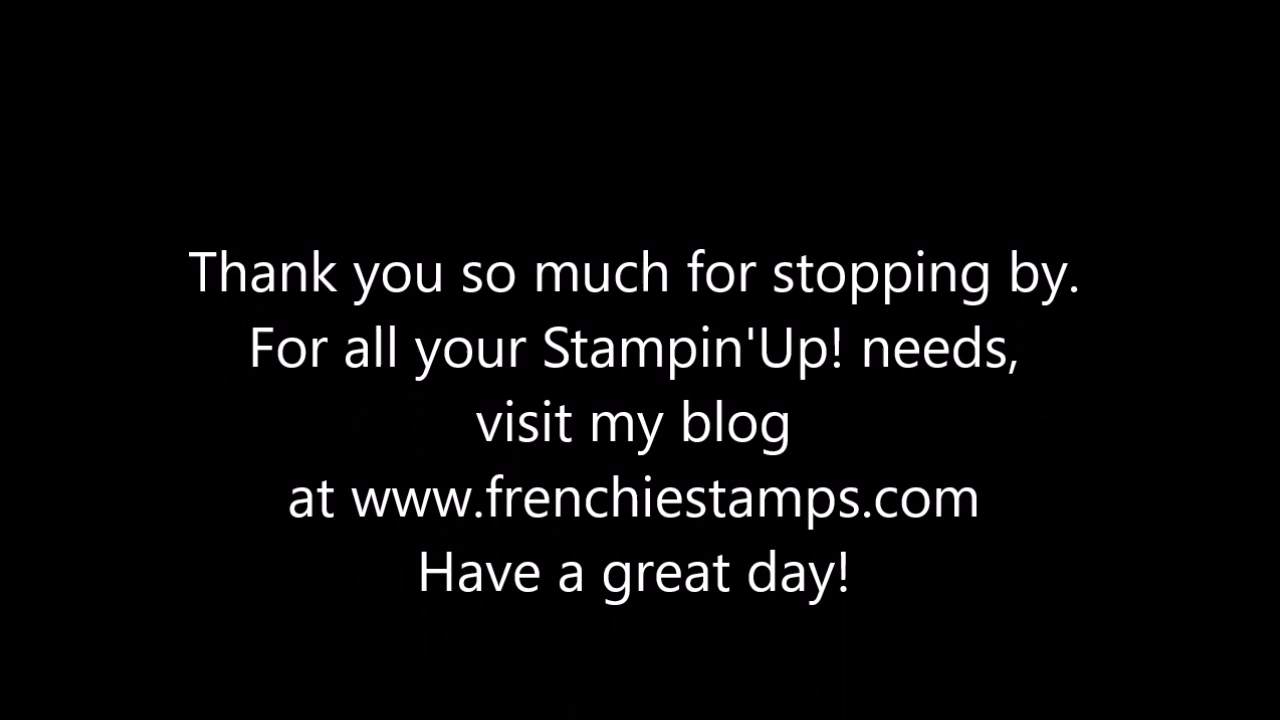 Thank you so much for stopping by.
For all your Stampin'Up! needs,
visit my blog
at www.frenchiestamps.com
Have a great day!